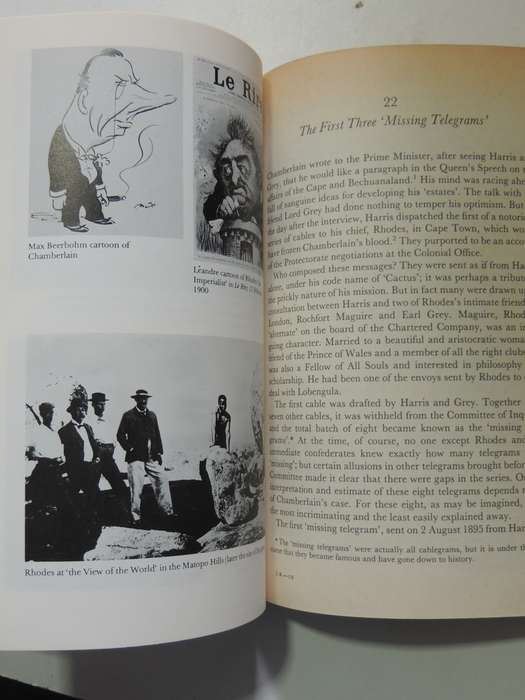 Max Beerbohm cartoon of
Chamberlain
Le Rir
Léandre cartoon of Rhodes
Imperialist' in Le Rire
1900
Rhodes at 'the View of the World' in the Matopo Hills
22
The First Three 'Missing Telegrams'
Chamberlain wrote to the Prime Minister, after seeing Harris a
Grey, that he would like a paragraph in the Queen's Speech on t
affairs of the Cape and Bechuanaland.¹ His mind was racing ahe
full of sanguine ideas for developing his 'estates'. The talk with
friend Lord Grey had done nothing to temper his optimism. But
the day after the interview, Harris dispatched the first of a notor
series of cables to his chief, Rhodes, in Cape Town, which wou
have frozen Chamberlain's blood.² They purported to be an accou
of the Protectorate negotiations at the Colonial Office.
Who composed these messages? They were sent as if from Har
alone, under his code name of 'Cactus'; it was perhaps a tribute
the prickly nature of his mission. But in fact many were drawn up
consultation between Harris and two of Rhodes's intimate friend
London, Rochfort Maguire and Earl Grey. Maguire, Rhod
'alternate' on the board of the Chartered Company, was an in
guing character. Married to a beautiful and aristocratic woma
friend of the Prince of Wales and a member of all the right clubs
was also a Fellow of All Souls and interested in philosophy
scholarship. He had been one of the envoys sent by Rhodes to
deal with Lobengula.
The first cable was drafted by Harris and Grey. Together
seven other cables, it was withheld from the Committee of Inq
and the total batch of eight became known as the 'missing
grams'.* At the time, of course, no one except Rhodes and
immediate confederates knew exactly how many telegrams
'missing'; but certain allusions in other telegrams brought before
Committee made it clear that there were gaps in the series. On
interpretation and estimate of these eight telegrams depends m
of Chamberlain's case. For these eight, as may be imagined,
the most incriminating and the least easily explained away.
The first 'missing telegram', sent on 2 August 1895 from Har
* The 'missing telegrams' were actually all cablegrams, but it is under th
name that they became famous and have gone down to history.